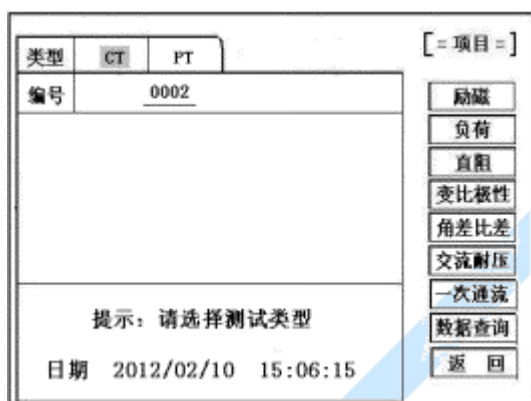 类型 CT PT
编号 0002
提示：请选择测试类型
日期 2012/02/10 15:06:15
[=项目=]
励磁
负荷
直阻
变比极性
角差比差
交流耐压
一次通流
数据查询
返 回